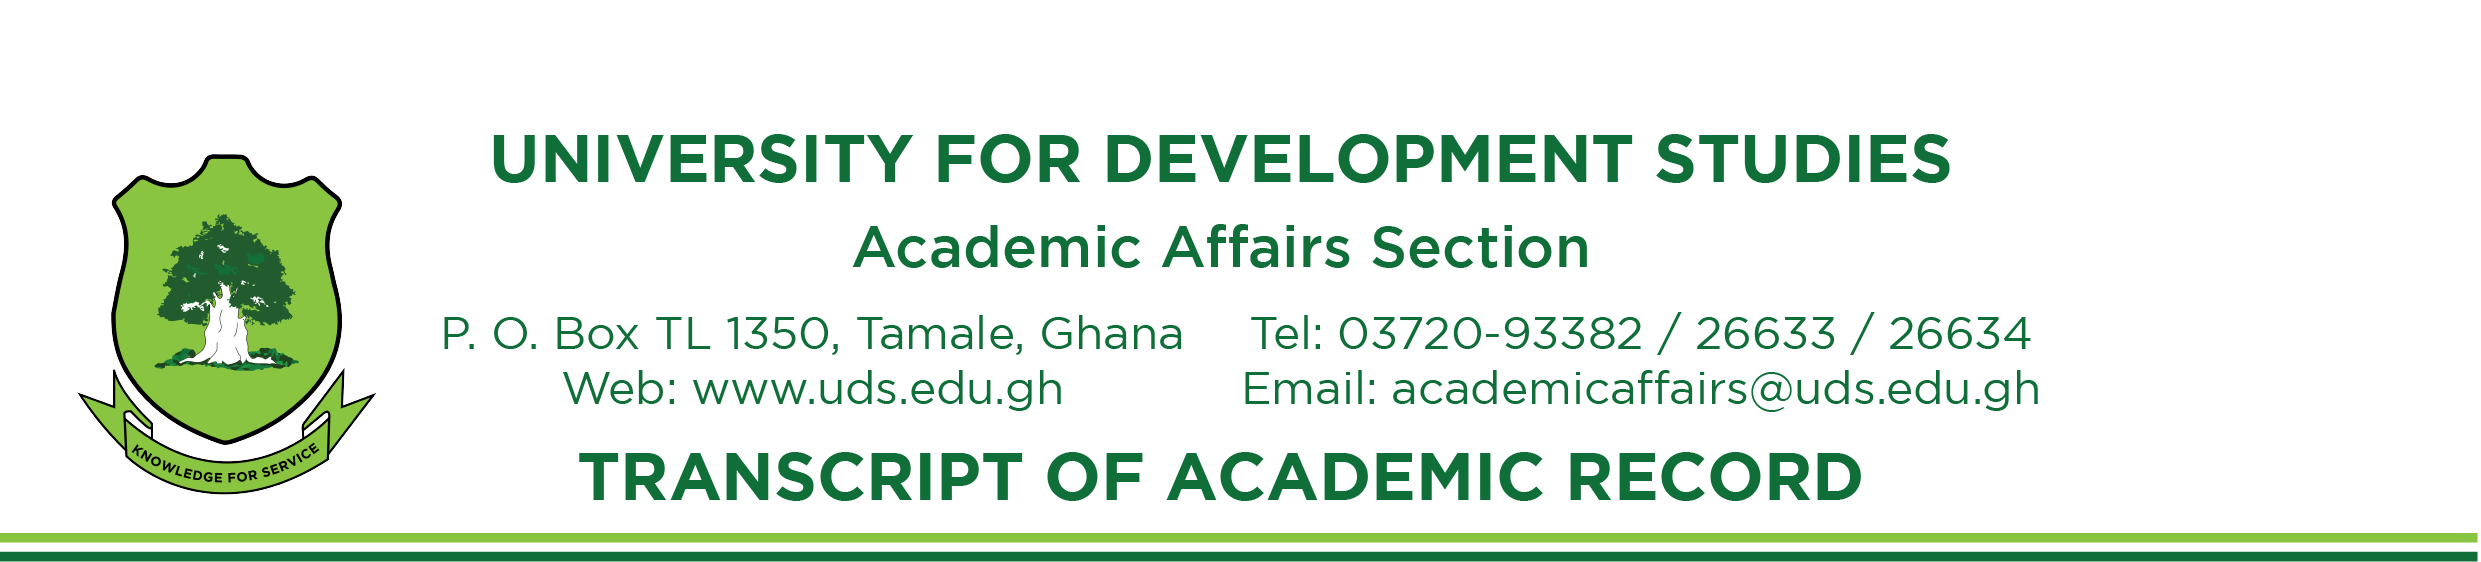 UNIVERSITY FOR DEVELOPMENT STUDIES
Academic Affairs Section
P. O. Box TL 1350, Tamale, Ghana Tel: 03720-93382 / 26633 / 26634
Web: www.uds.edu.gh Email: academicaffairs@uds.edu.gh
TRANSCRIPT OF ACADEMIC RECORD
KNOWLEDGE FOR SERVICE